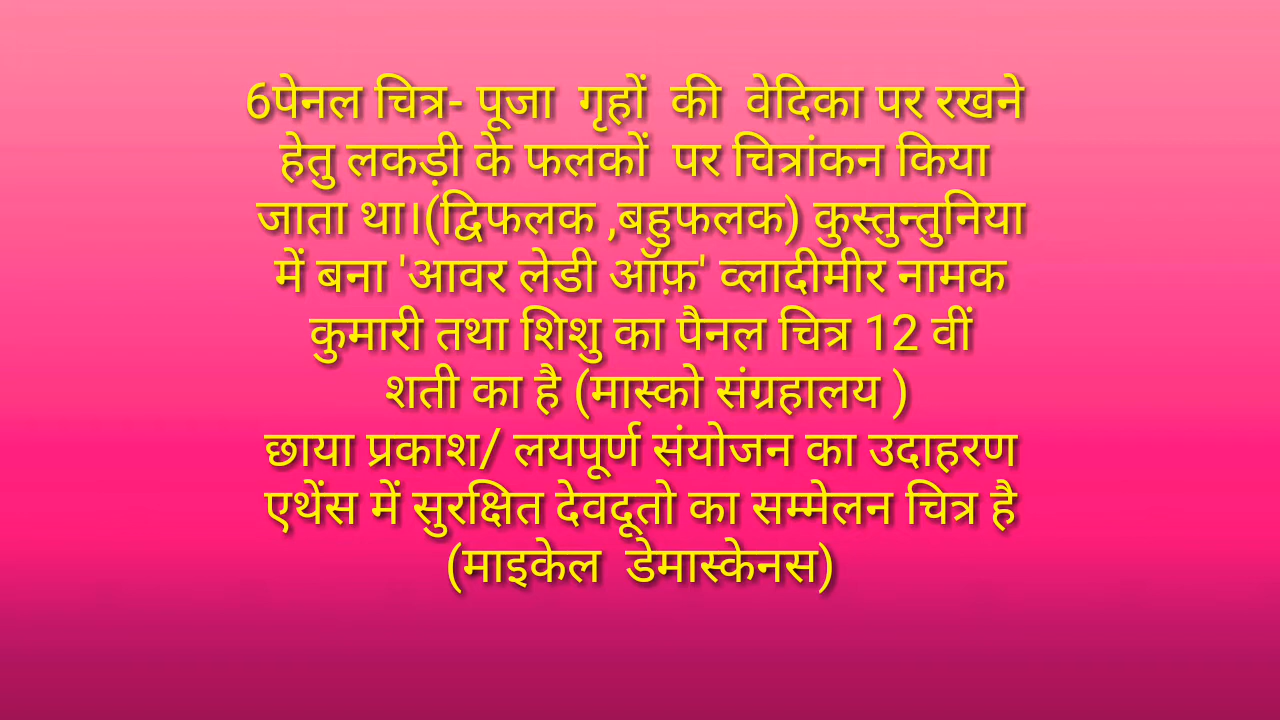 6पेनल चित्र- पूजा  गृहों  की  वेदिका पर रखने
हेतु लकड़ी के फलकों  पर चित्रांकन किया
जाता था।(द्विफलक ,बहुफलक) कुस्तुन्तुनिया
में बना 'आवर लेडी ऑफ़' व्लादीमीर नामक
कुमारी तथा शिशु का पैनल चित्र 12 वीं
शती का है (मास्को संग्रहालय )
छाया प्रकाश/ लयपूर्ण संयोजन का उदाहरण
एथेंस में सुरक्षित देवदूतो का सम्मेलन चित्र है
(माइकेल  डेमास्केनस)